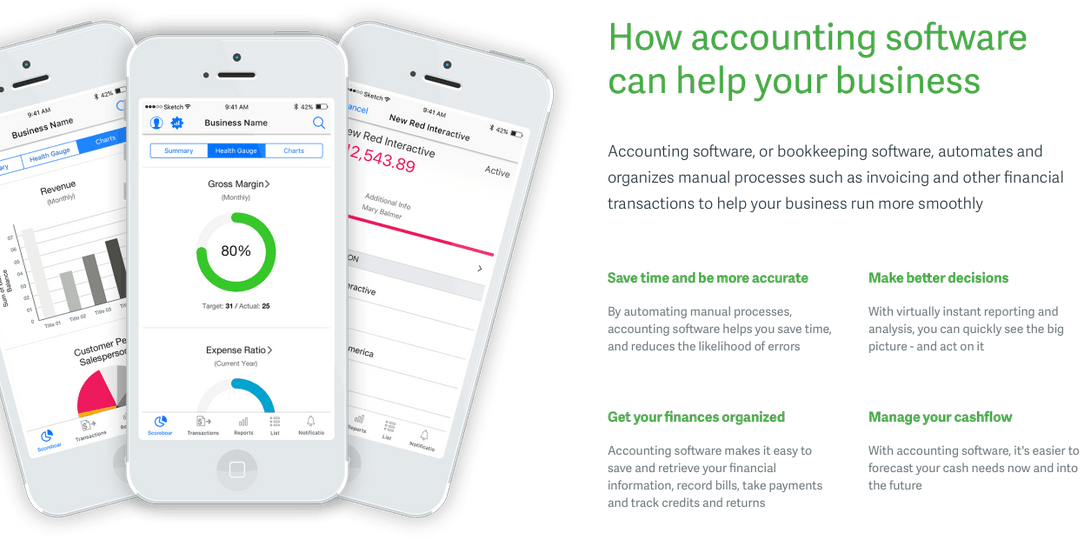 9:41 AM
42%
Business Name
Health Gauge
Charts
Revenue
(Monthly)
Balance
Title 01
Title 02
Title 03
Customer Pe
Salesperson
Scoreboar
Transactions
●●●○○ Sketch
9:41 AM
42%
Business Name
Summary
Health Gauge
Charts
Gross Margin
(Monthly)
80%
Target: 31 / Actual: 25
Expense Ratio
(Current Year)
Scoreboar
Transactions
Reports
List
Notificatio
Sketch
9:41 AM
42%
ancel
New Red Interactive
ew Red Interactive
12,543.89
Active
Additional Info
Mary Balmer
ON
eractive
merica
Reports
List
Notificatio
How accounting software
can help your business
Accounting software, or bookkeeping software, automates and
organizes manual processes such as invoicing and other financial
transactions to help your business run more smoothly
Save time and be more accurate
By automating manual processes,
accounting software helps you save time,
and reduces the likelihood of errors
Make better decisions
With virtually instant reporting and
analysis, you can quickly see the big
picture - and act on it
Get your finances organized
Accounting software makes it easy to
save and retrieve your financial
information, record bills, take payments
and track credits and returns
Manage your cashflow
With accounting software, it's easier to
forecast your cash needs now and into
the future